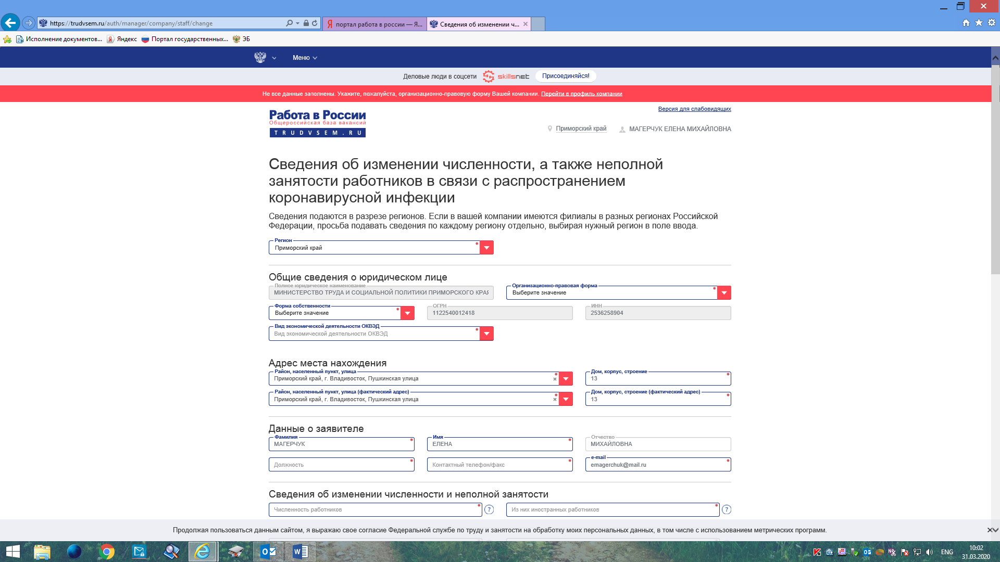 https://trudvsem.ru/auth/manager/company/staff/change
портал работа в россии — Я...
Сведения об изменении ч...
Исполнение документов...
Яндекс
Портал государственных...
ЭБ
Меню
Деловые люди в соцсети
skillsnet
Присоединяйся!
Не все данные заполнены. Укажите, пожалуйста, организационно-правовую форму Вашей компании. Перейти в профиль компании
Версия для слабовидящих
Работа в России
Общероссийская база вакансий
TRUDVSEM.RU
Приморский край
МАГЕРЧУК ЕЛЕНА МИХАЙЛОВНА
Сведения об изменении численности, а также неполной
занятости работников в связи с распространением
коронавирусной инфекции
Сведения подаются в разрезе регионов. Если в вашей компании имеются филиалы в разных регионах Российской
Федерации, просьба подавать сведения по каждому региону отдельно, выбирая нужный регион в поле ввода.
Регион
Приморский край
Общие сведения о юридическом лице
Полное юридическое наименование
МИНИСТЕРСТВО ТРУДА И СОЦИАЛЬНОЙ ПОЛИТИКИ ПРИМОРСКОГО КРАЯ
Организационно-правовая форма
Выберите значение
Форма собственности
Выберите значение
ОГРН
1122540012418
ИНН
2536258904
Вид экономической деятельности ОКВЭД
Вид экономической деятельности ОКВЭД
Адрес места нахождения
Район, населенный пункт, улица
Приморский край, г. Владивосток, Пушкинская улица
Дом, корпус, строение
13
Район, населенный пункт, улица (фактический адрес)
Приморский край, г. Владивосток, Пушкинская улица
Дом, корпус, строение (фактический адрес)
13
Данные о заявителе
Фамилия
МАГЕРЧУК
Имя
ЕЛЕНА
Отчество
МИХАЙЛОВНА
Должность
Контактный телефон/факс
e-mail
emagerchuk@mail.ru
Сведения об изменении численности и неполной занятости
Численность работников
?
Из них иностранных работников
?
Продолжая пользоваться данным сайтом, я выражаю свое согласие Федеральной службе по труду и занятости на обработку моих персональных данных, в том числе с использованием метрических программ.
ENG
10:02
31.03.2020